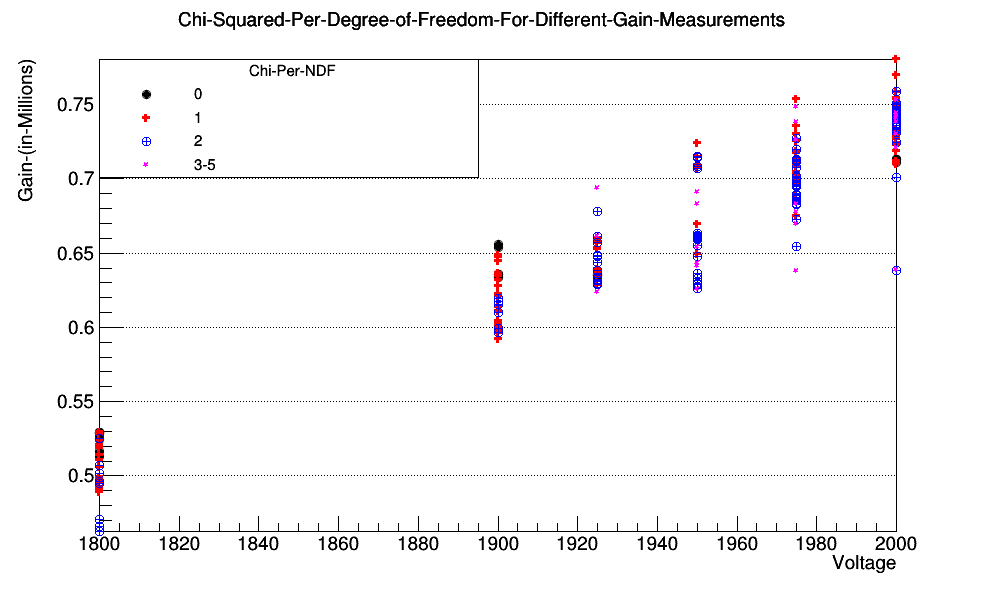 Chi-Squared-Per-Degree-of-Freedom-For-Different-Gain-Measurements
Gain-(in-Millions)
Chi-Per-NDF
0
1
2
3-5
0.75
0.7
0.65
0.6
0.55
0.5
1800 1820 1840 1860 1880 1900 1920 1940 1960 1980 2000
Voltage